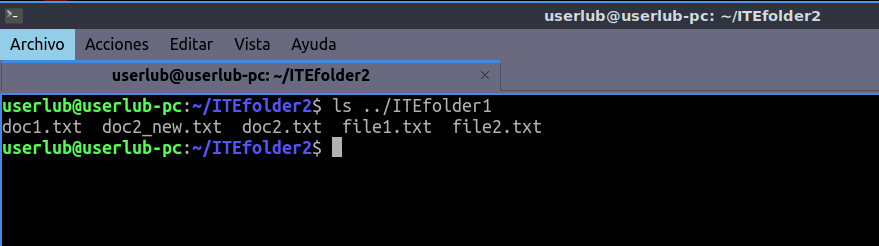 userlub@userlub-pc: ~/ITEfolder2
Archivo Acciones Editar Vista Ayuda
userlub@userlub-pc: ~/ITEfolder2 ×
userlub@userlub-pc:~/ITEfolder2$ ls ../ITEfolder1
doc1.txt  doc2_new.txt  doc2.txt  file1.txt  file2.txt
userlub@userlub-pc:~/ITEfolder2$